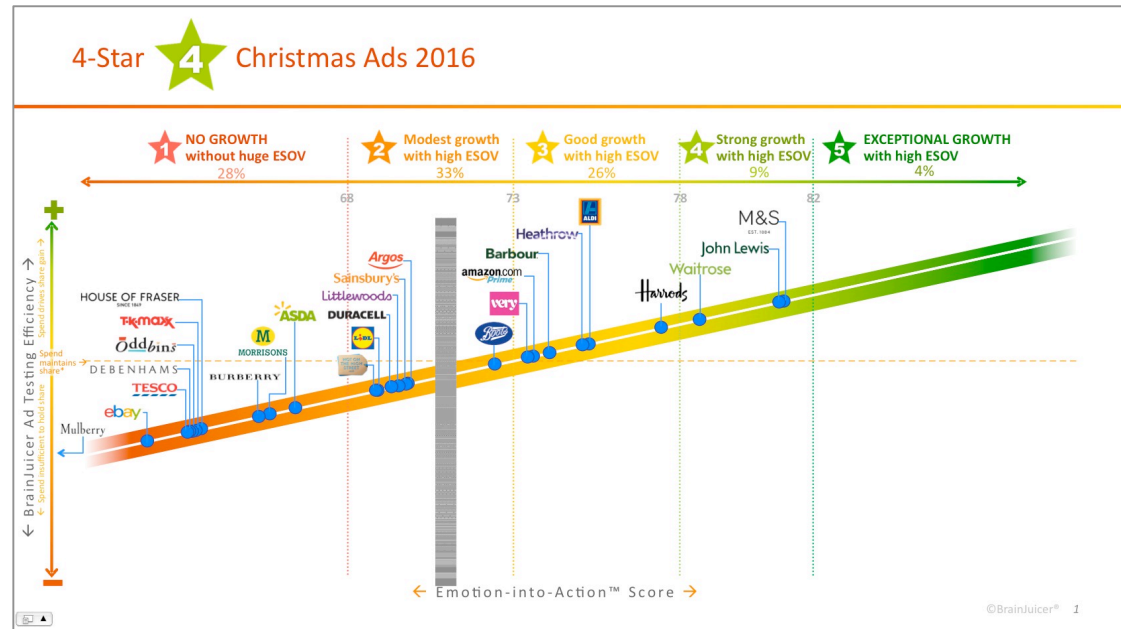 4-Star 4 Christmas Ads 2016
1 NO GROWTH
without huge ESOV
28%
2 Modest growth
with high ESOV
33%
3 Good growth
with high ESOV
26%
4 Strong growth
with high ESOV
9%
5 EXCEPTIONAL GROWTH
with high ESOV
4%
68
73
78
82
← BrainJuicer Ad Testing Efficiency →
Spend drives share gain →
Spend
maintains
share*
← Spend insufficient to hold share
Mulberry
ebay
TESCO
DEBENHAMS
Oddbins
TK·maxx
HOUSE OF FRASER
SINCE 1849
BURBERRY
M
MORRISONS
ASDA
LIDL
DURACELL
Littlewoods
Sainsbury's
Argos
Boots
very
amazon.com
Prime
Barbour
Heathrow
ALDI
Harrods
Waitrose
John Lewis
M&S
EST. 1884
← Emotion-into-Action™ Score →
©BrainJuicer® 1